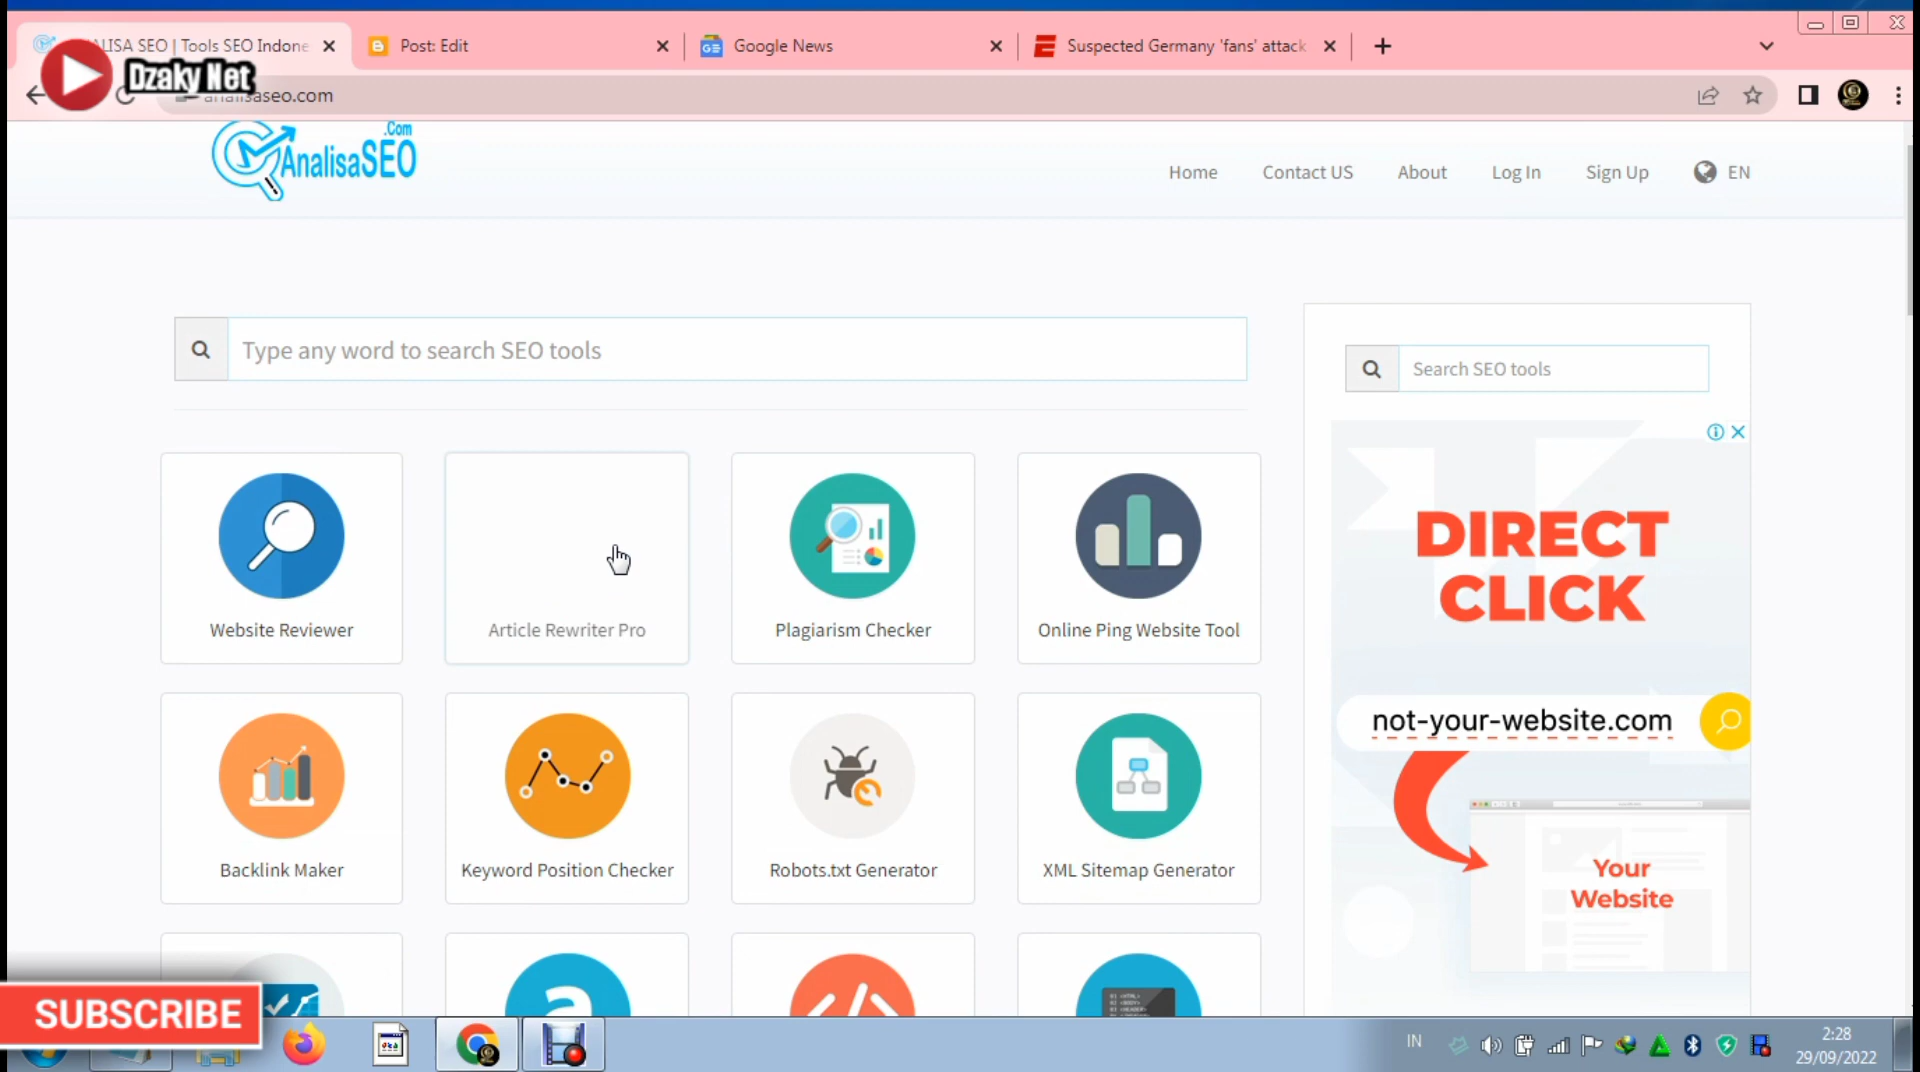 ALISA SEO | Tools SEO Indone
Post: Edit
Google News
Suspected Germany 'fans' attack
Dzaky Net
analisaseo.com
AnalisaSEO
.Com
Home
Contact US
About
Log In
Sign Up
EN
Type any word to search SEO tools
Search SEO tools
DIRECT
CLICK
not-your-website.com
Your
Website
Website Reviewer
Article Rewriter Pro
Plagiarism Checker
Online Ping Website Tool
Backlink Maker
Keyword Position Checker
Robots.txt Generator
XML Sitemap Generator
a
</>
SUBSCRIBE
IN
2:28
29/09/2022